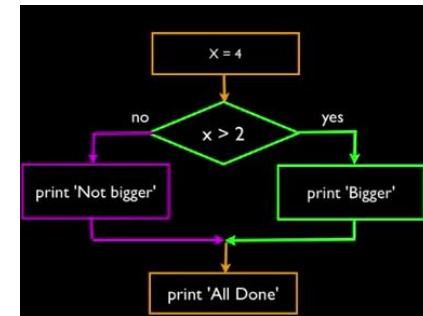 X = 4
no
yes
x > 2
print 'Not bigger'
print 'Bigger'
print 'All Done'